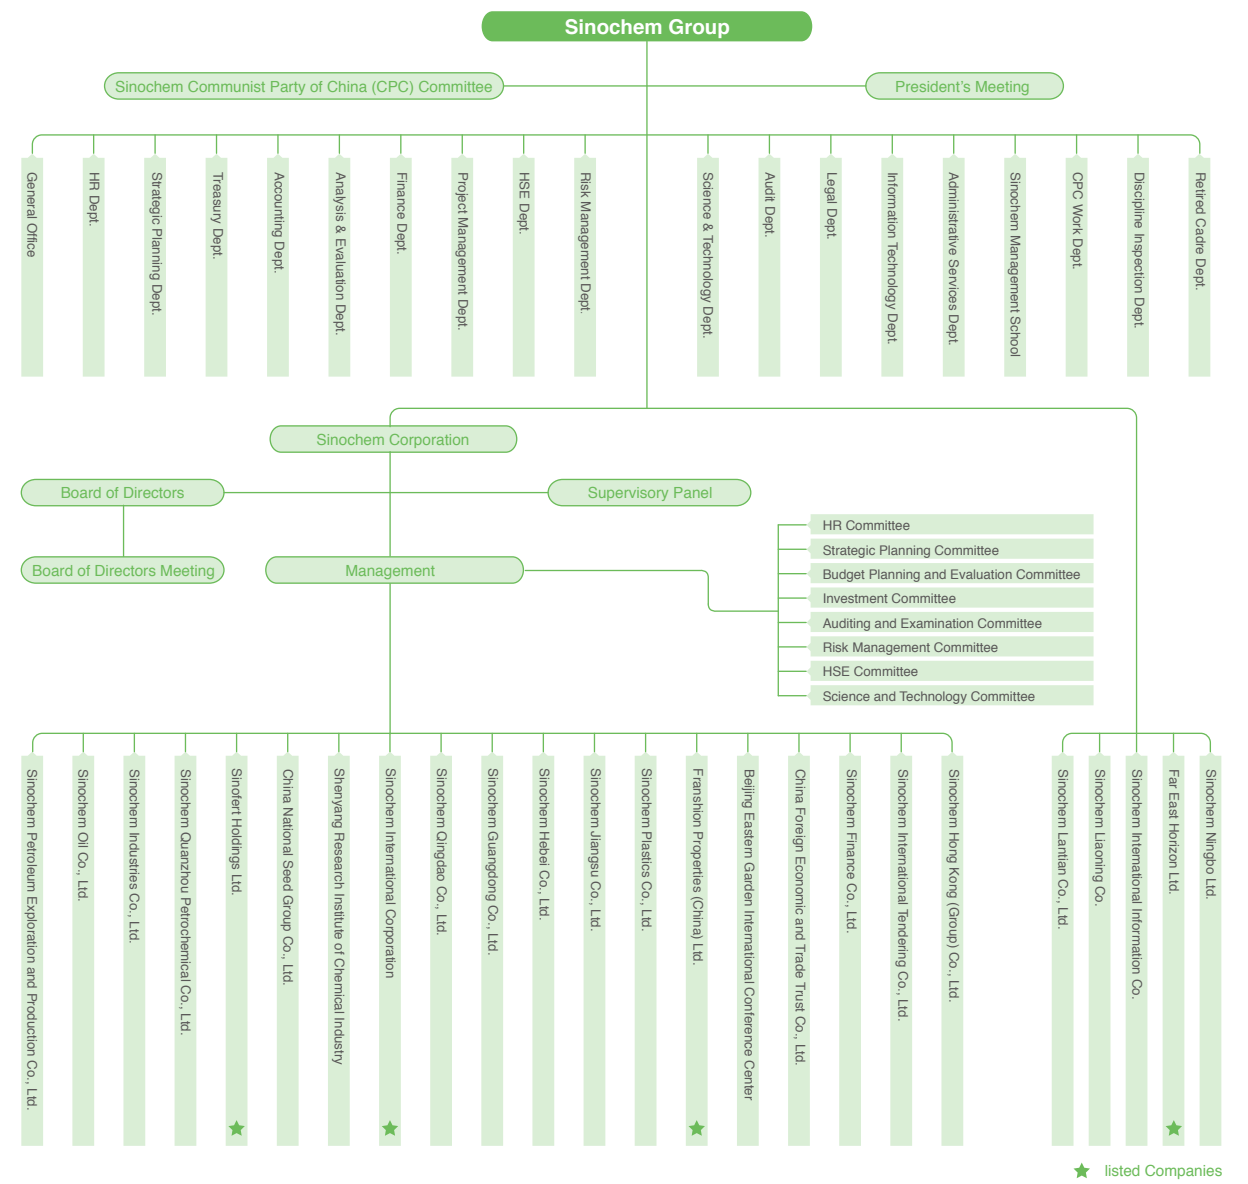 Sinochem Group
Sinochem Communist Party of China (CPC) Committee
President's Meeting
General Office
HR Dept.
Strategic Planning Dept.
Treasury Dept.
Accounting Dept.
Analysis & Evaluation Dept.
Finance Dept.
Project Management Dept.
HSE Dept.
Risk Management Dept.
Science & Technology Dept.
Audit Dept.
Legal Dept.
Information Technology Dept.
Administrative Services Dept.
Sinochem Management School
CPC Work Dept.
Discipline Inspection Dept.
Retired Cadre Dept.
Sinochem Corporation
Board of Directors
Supervisory Panel
Board of Directors Meeting
Management
HR Committee
Strategic Planning Committee
Budget Planning and Evaluation Committee
Investment Committee
Auditing and Examination Committee
Risk Management Committee
HSE Committee
Science and Technology Committee
Sinochem Petroleum Exploration and Production Co., Ltd.
Sinochem Oil Co., Ltd.
Sinochem Industries Co., Ltd.
Sinochem Quanzhou Petrochemical Co., Ltd.
Sinofert Holdings Ltd.
China National Seed Group Co., Ltd.
Shenyang Research Institute of Chemical Industry
Sinochem International Corporation
Sinochem Qingdao Co., Ltd.
Sinochem Guangdong Co., Ltd.
Sinochem Hebei Co., Ltd.
Sinochem Jiangsu Co., Ltd.
Sinochem Plastics Co., Ltd.
Franshion Properties (China) Ltd.
Beijing Eastern Garden International Conference Center
China Foreign Economic and Trade Trust Co., Ltd.
Sinochem Finance Co., Ltd.
Sinochem International Tendering Co., Ltd.
Sinochem Hong Kong (Group) Co., Ltd.
Sinochem Lantian Co., Ltd.
Sinochem Liaoning Co.
Sinochem International Information Co.
Far East Horizon Ltd.
Sinochem Ningbo Ltd.
listed Companies